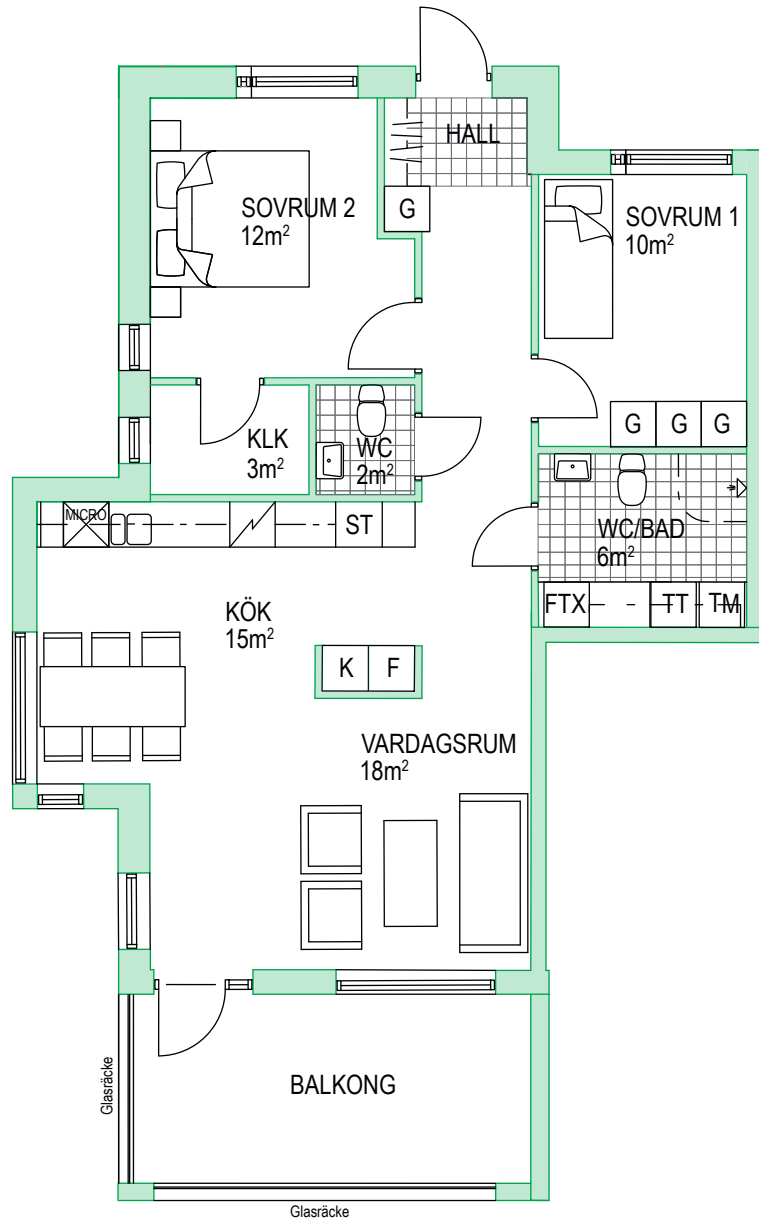 HALL
SOVRUM 2
12m²
G
SOVRUM 1
10m²
G G G
KLK
3m²
WC
2m²
MICRO
ST
WC/BAD
6m²
FTX TT TM
KÖK
15m²
K F
VARDAGSRUM
18m²
BALKONG
Glasräcke
Glasräcke